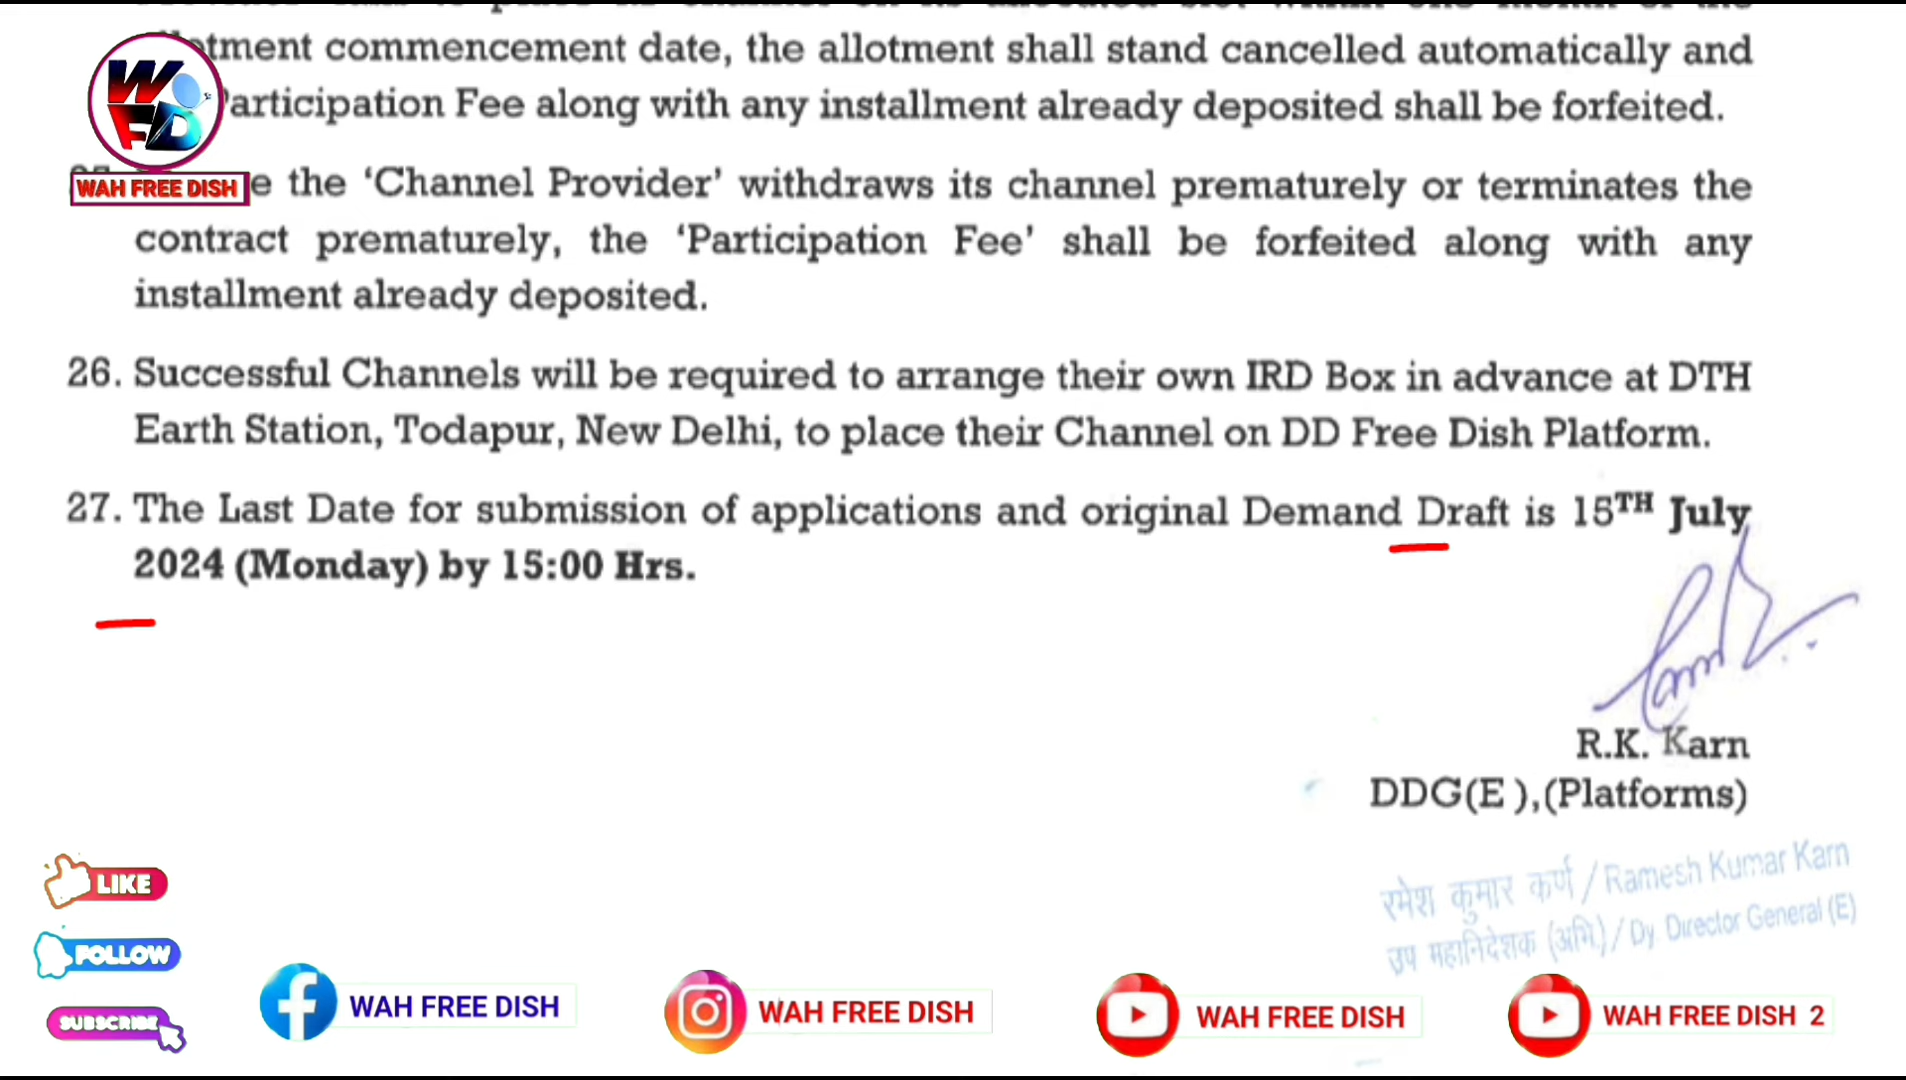 allotment commencement date, the allotment shall stand cancelled automatically and
Participation Fee along with any installment already deposited shall be forfeited.
WAH FREE DISH
the ‘Channel Provider’ withdraws its channel prematurely or terminates the
contract prematurely, the ‘Participation Fee’ shall be forfeited along with any
installment already deposited.
26. Successful Channels will be required to arrange their own IRD Box in advance at DTH
Earth Station, Todapur, New Delhi, to place their Channel on DD Free Dish Platform.
27. The Last Date for submission of applications and original Demand Draft is 15TH July
2024 (Monday) by 15:00 Hrs.
R.K. Karn
DDG(E ),(Platforms)
रमेश कुमार कर्ण / Ramesh Kumar Karn
उप महानिदेशक (अभि.) / Dy. Director General (E)
LIKE
FOLLOW
SUBSCRIBE
WAH FREE DISH
WAH FREE DISH
WAH FREE DISH
WAH FREE DISH 2